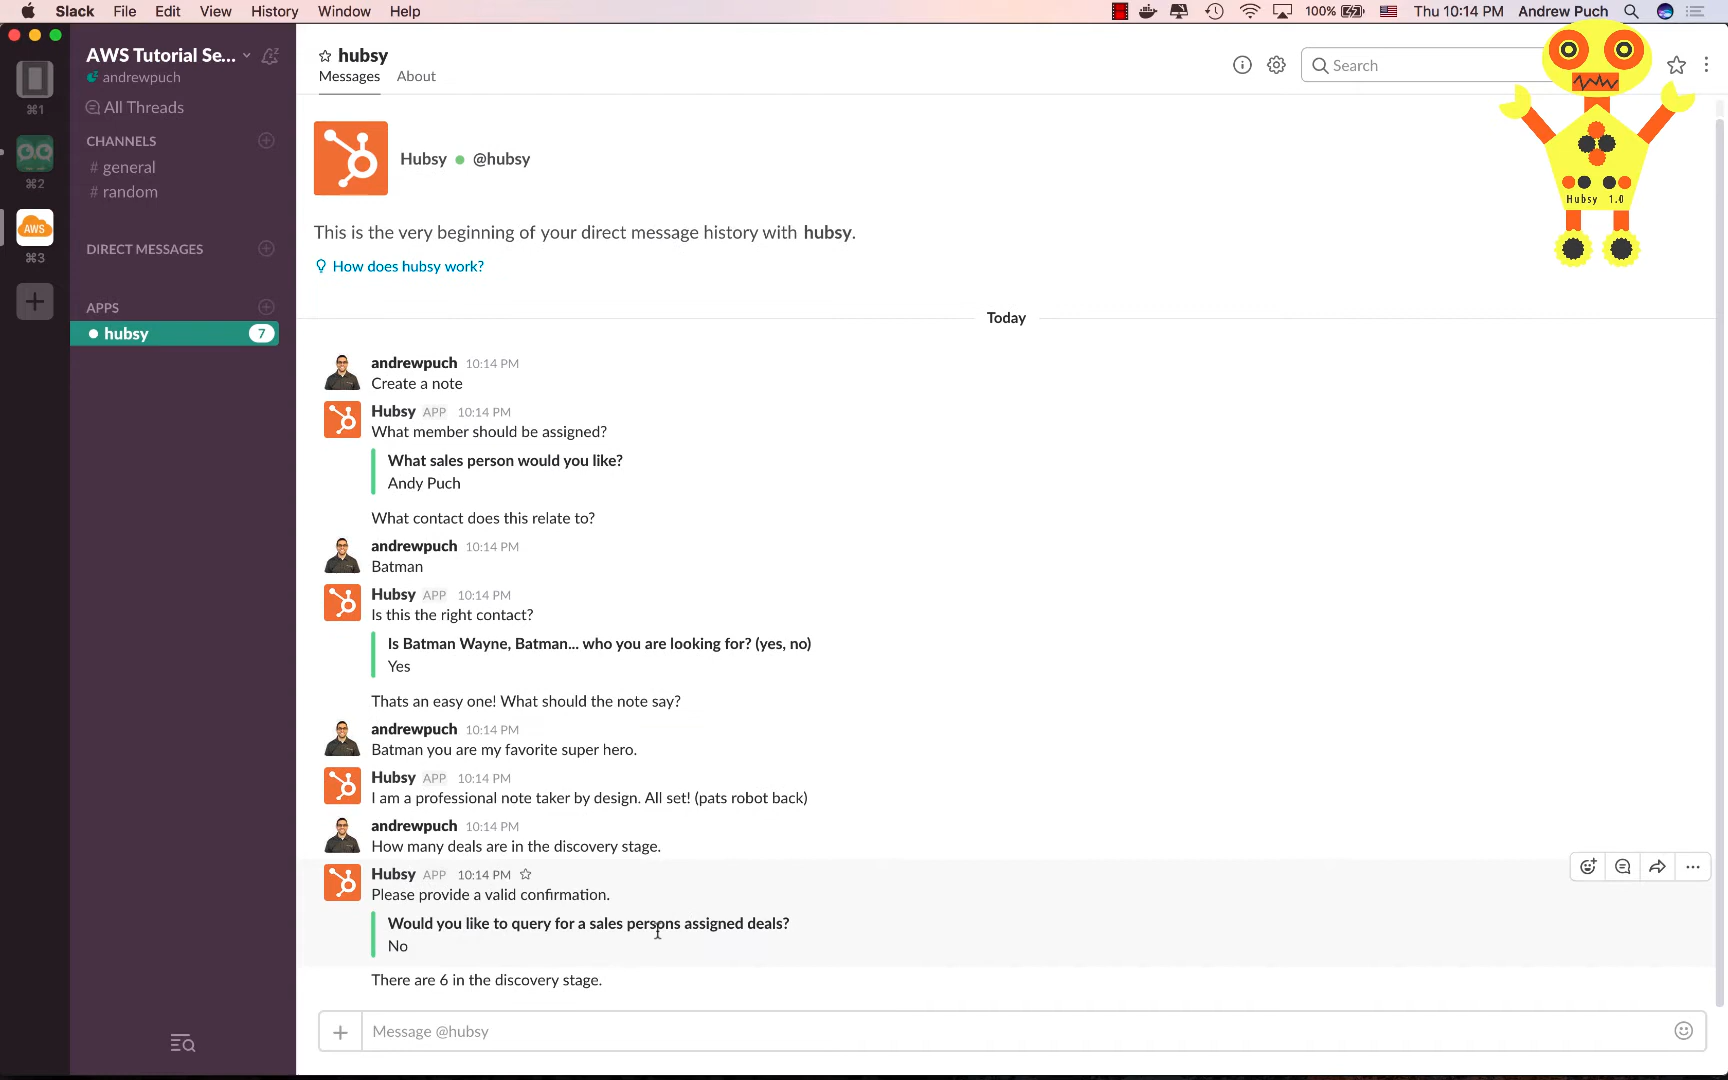 Slack File Edit View History Window Help 100% Thu 10:14 PM Andrew Puch
AWS Tutorial Se...
andrewpuch
All Threads
CHANNELS
# general
# random
DIRECT MESSAGES
APPS
hubsy 7
⌘1
⌘2
AWS
⌘3
hubsy
Messages About
Search
Hubsy 1.0
Hubsy @hubsy
This is the very beginning of your direct message history with hubsy.
How does hubsy work?
Today
andrewpuch 10:14 PM
Create a note
Hubsy APP 10:14 PM
What member should be assigned?
What sales person would you like?
Andy Puch
What contact does this relate to?
andrewpuch 10:14 PM
Batman
Hubsy APP 10:14 PM
Is this the right contact?
Is Batman Wayne, Batman... who you are looking for? (yes, no)
Yes
Thats an easy one! What should the note say?
andrewpuch 10:14 PM
Batman you are my favorite super hero.
Hubsy APP 10:14 PM
I am a professional note taker by design. All set! (pats robot back)
andrewpuch 10:14 PM
How many deals are in the discovery stage.
Hubsy APP 10:14 PM
Please provide a valid confirmation.
Would you like to query for a sales persons assigned deals?
No
There are 6 in the discovery stage.
Message @hubsy